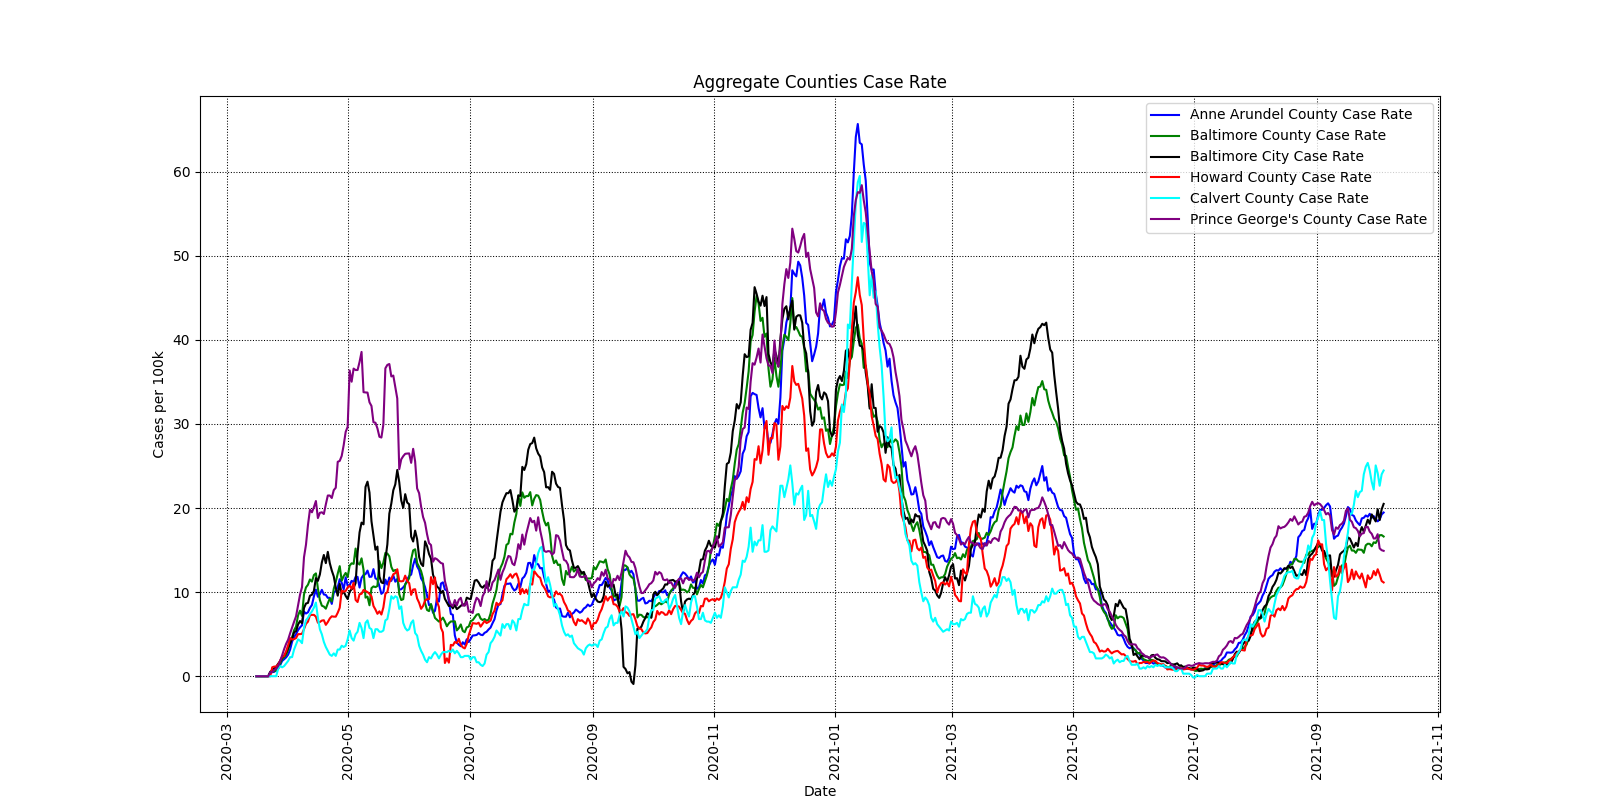 Aggregate Counties Case Rate
Anne Arundel County Case Rate
Baltimore County Case Rate
Baltimore City Case Rate
Howard County Case Rate
Calvert County Case Rate
Prince George's County Case Rate
Cases per 100k
60
50
40
30
20
10
0
2020-03
2020-05
2020-07
2020-09
2020-11
2021-01
2021-03
2021-05
2021-07
2021-09
2021-11
Date